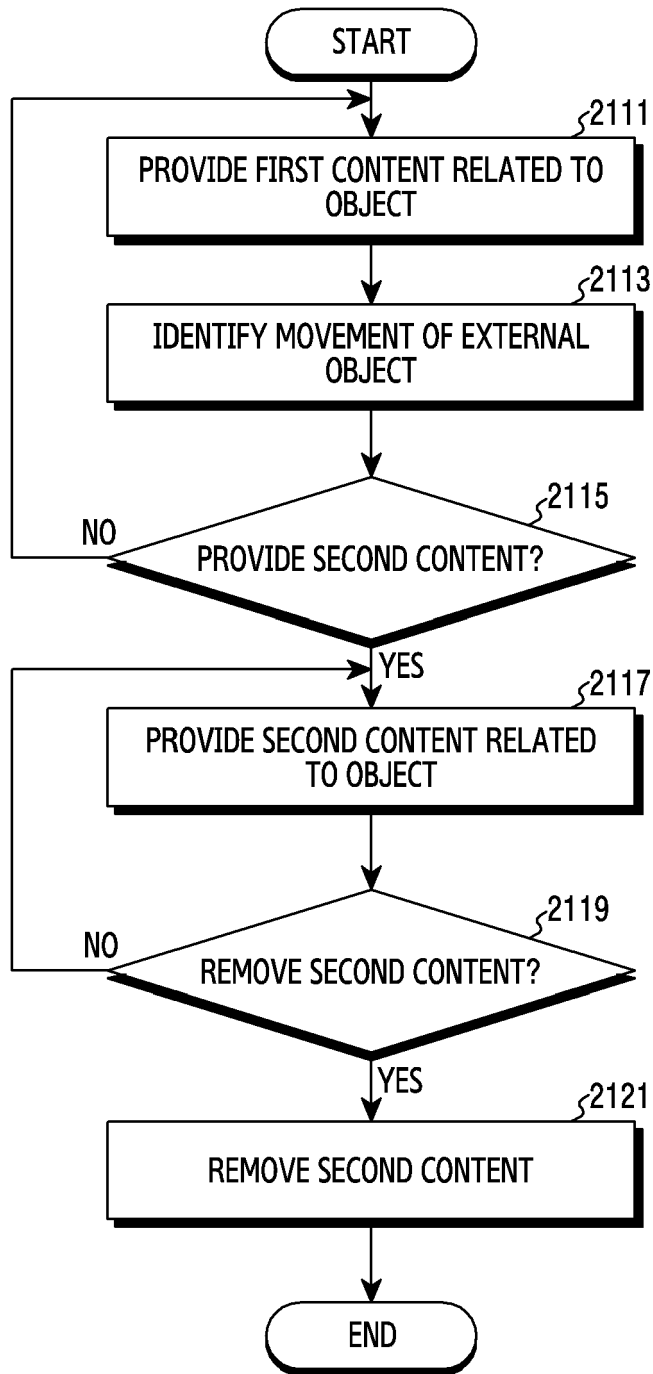 START
2111
PROVIDE FIRST CONTENT RELATED TO
OBJECT
2113
IDENTIFY MOVEMENT OF EXTERNAL
OBJECT
2115
NO
PROVIDE SECOND CONTENT?
YES
2117
PROVIDE SECOND CONTENT RELATED
TO OBJECT
2119
NO
REMOVE SECOND CONTENT?
YES
2121
REMOVE SECOND CONTENT
END